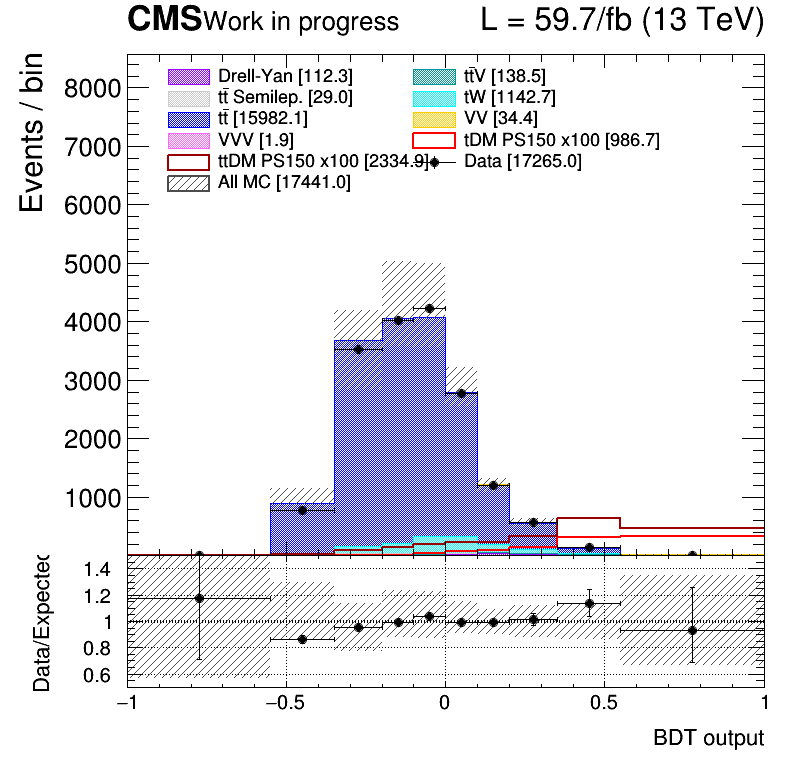 CMS Work in progress L = 59.7/fb (13 TeV)
Events / bin
8000
7000
6000
5000
4000
3000
2000
1000
Drell-Yan [112.3]
tt̄V [138.5]
tt̄ Semilep. [29.0]
tW [1142.7]
tt̄ [15982.1]
VV [34.4]
VVV [1.9]
tDM PS150 x100 [986.7]
ttDM PS150 x100 [2334.9]
Data [17265.0]
All MC [17441.0]
Data/Expected
1.4
1.2
1
0.8
0.6
−1 −0.5 0 0.5 1
BDT output